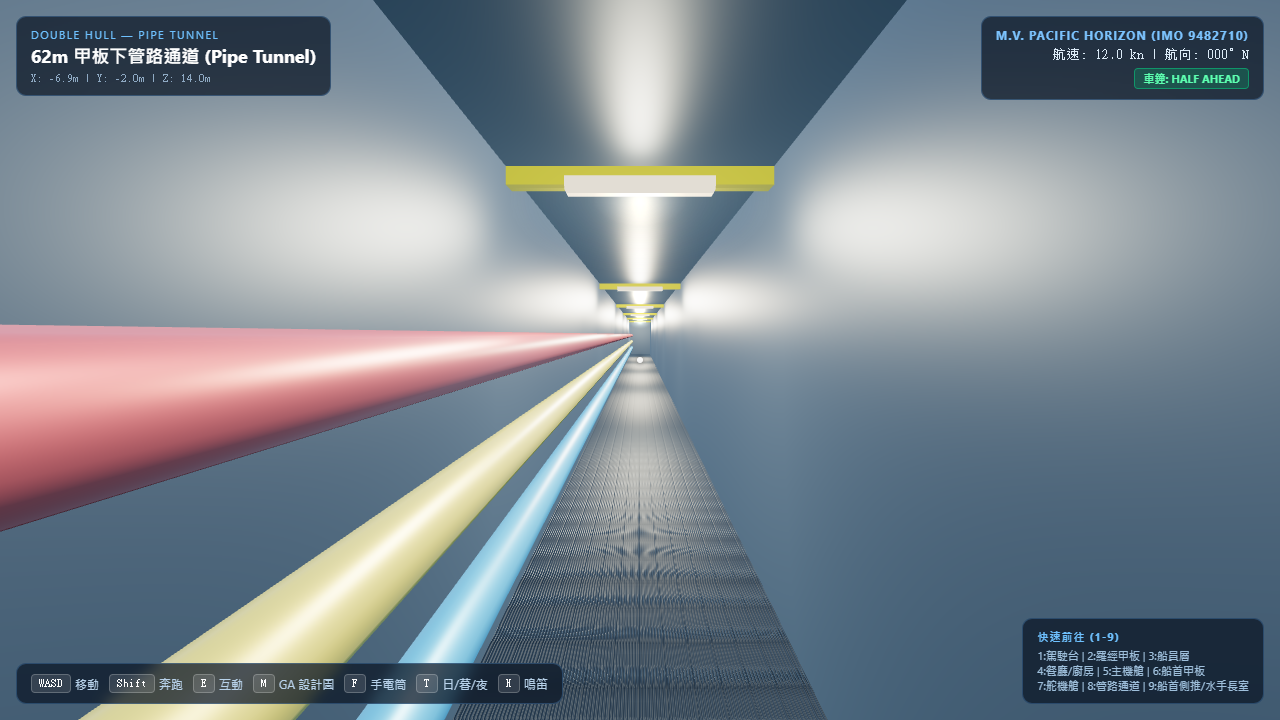 DOUBLE HULL — PIPE TUNNEL
62m 甲板下管路通道 (Pipe Tunnel)
X: -6.9m | Y: -2.0m | Z: 14.0m
M.V. PACIFIC HORIZON (IMO 9482710)
航速: 12.0 kn | 航向: 000° N
車鐘: HALF AHEAD
WASD 移動 Shift 奔跑 E 互動 M GA 設計圖 F 手電筒 T 日/暮/夜 H 鳴笛
快速前往 (1-9)
1:駕駛台 | 2:羅經甲板 | 3:船員層
4:餐廳/廚房 | 5:主機艙 | 6:船首甲板
7:舵機艙 | 8:管路通道 | 9:船首側推/水手長室